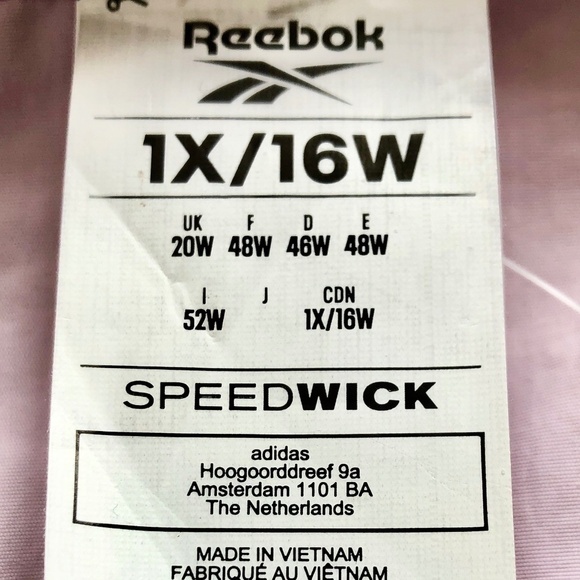 Reebok
1X/16W
UK F D E
20W 48W 46W 48W
I J CDN
52W 1X/16W
SPEEDWICK
adidas
Hoogoorddreef 9a
Amsterdam 1101 BA
The Netherlands
MADE IN VIETNAM
FABRIQUÉ AU VIÊTNAM